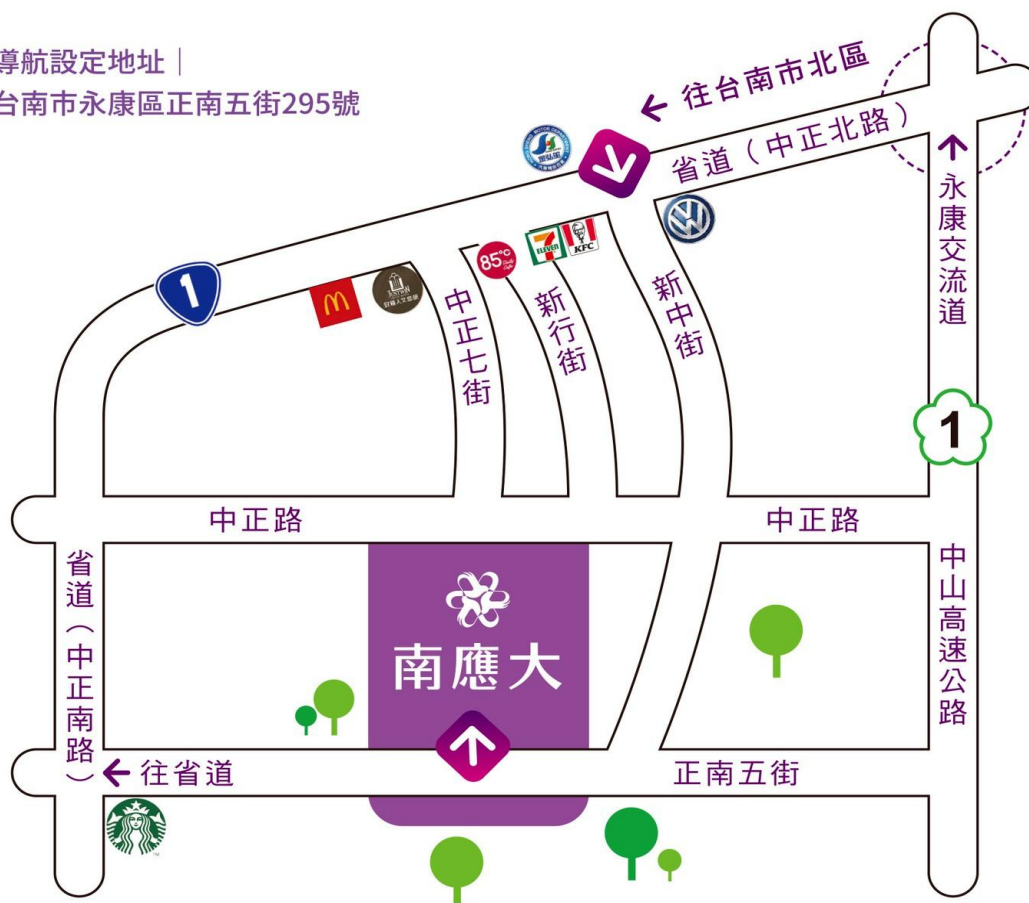 導航設定地址｜
台南市永康區正南五街295號
往台南市北區
省道（中正北路）
永康交流道
1
85°C
7
ELEVEN
KFC
中正七街
新行街
新中街
1
中正路
中正路
省道（中正南路）
中山高速公路
南應大
往省道
正南五街